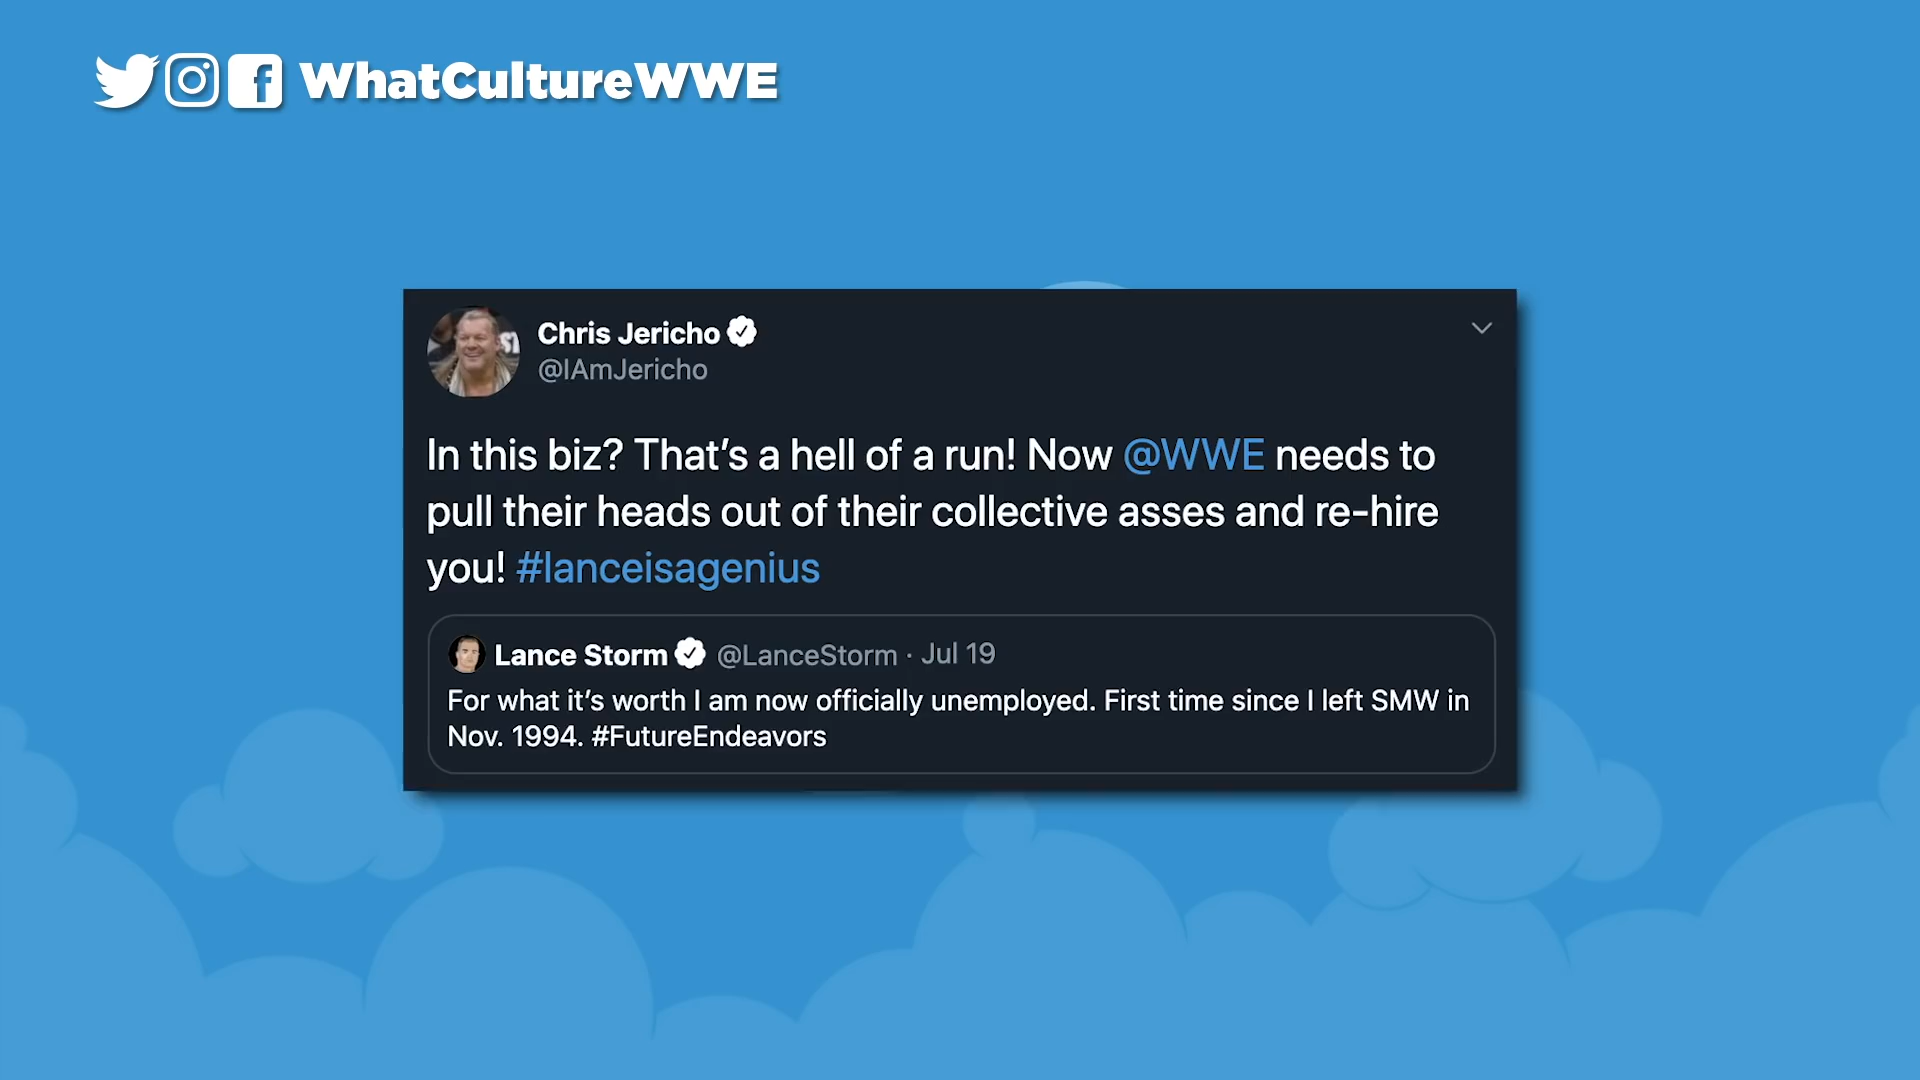 WhatCultureWWE
Chris Jericho
@IAmJericho
In this biz? That's a hell of a run! Now @WWE needs to
pull their heads out of their collective asses and re-hire
you! #lanceisagenius
Lance Storm @LanceStorm · Jul 19
For what it's worth I am now officially unemployed. First time since I left SMW in
Nov. 1994. #FutureEndeavors